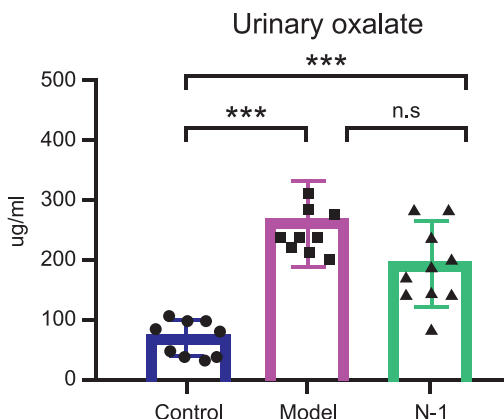 Urinary oxalate
***
*** n.s
500
400
300
200
100
0
ug/ml
Control Model N-1